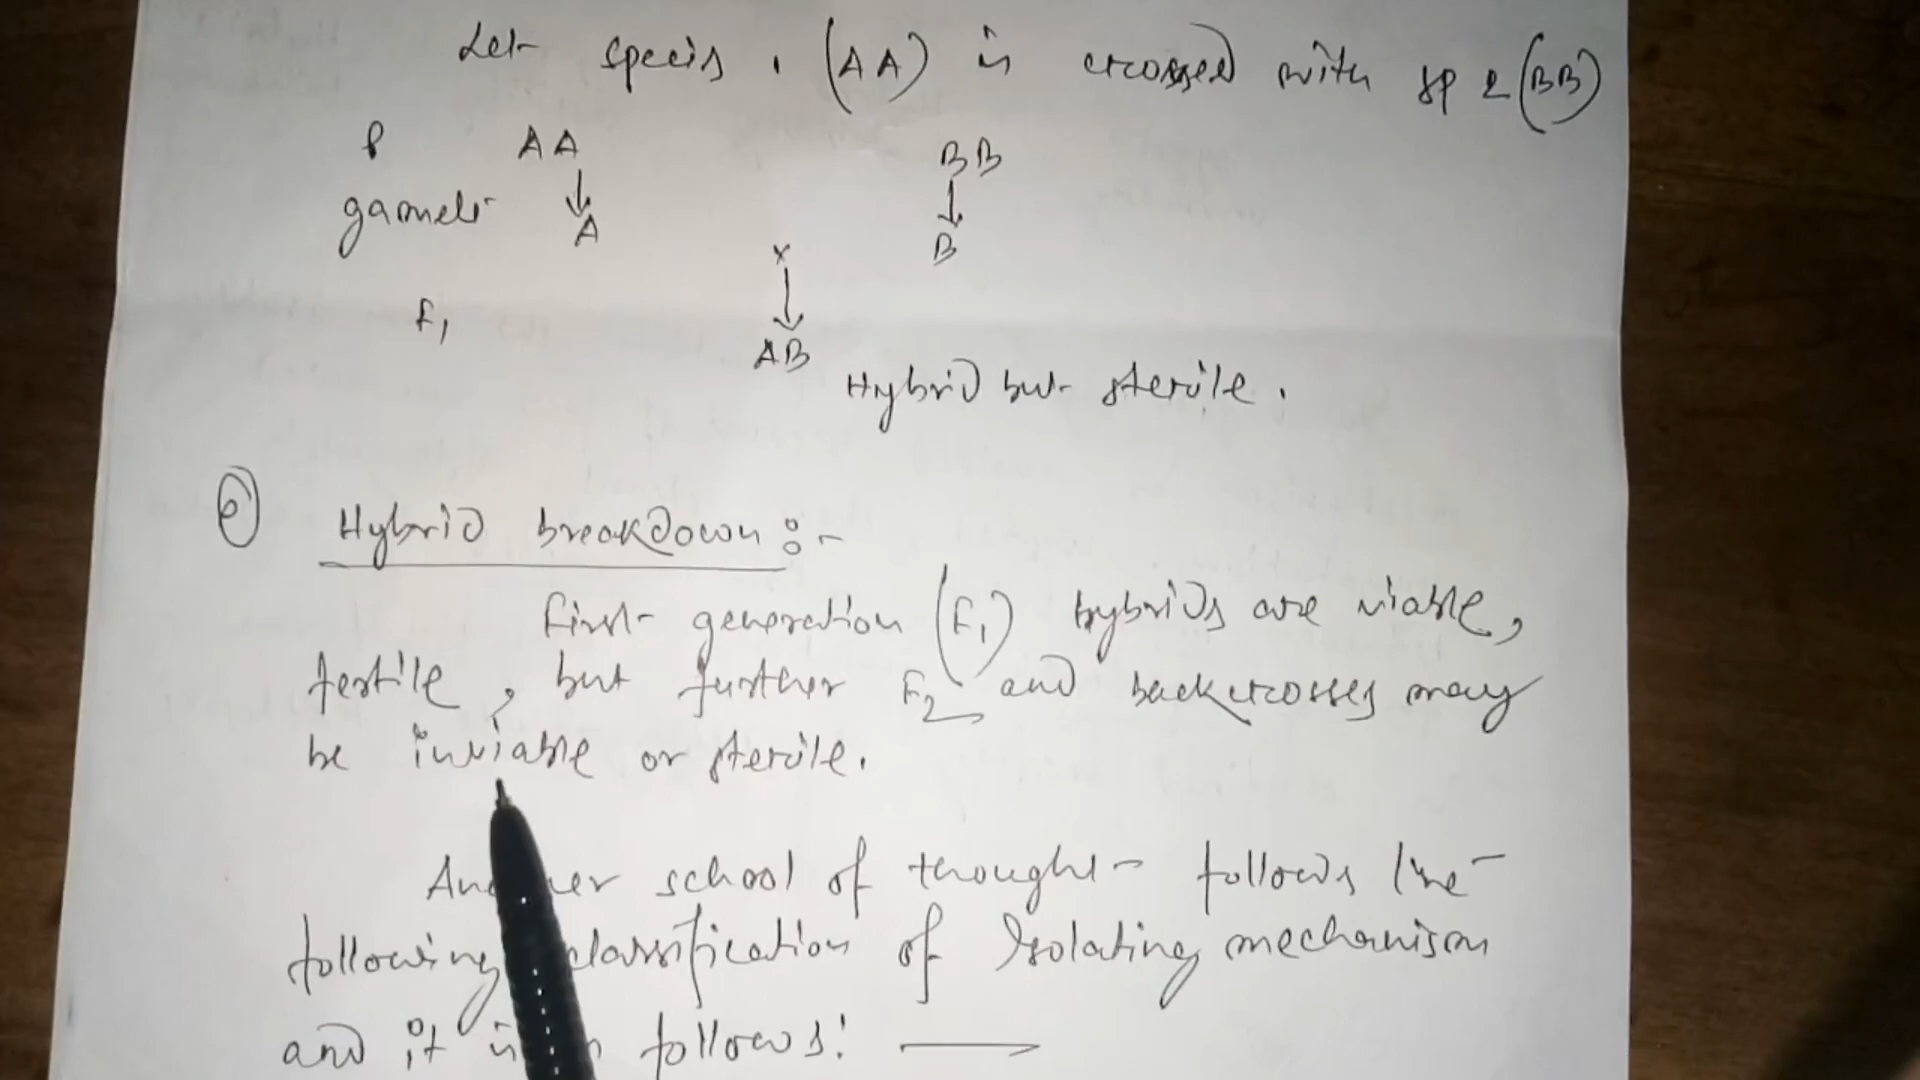 Let species 1 (AA) is crossed with sp 2 (BB)
P AA BB
gamets A B
x
F1 AB
Hybrid but sterile.
e Hybrid breakdown :-
First generation (F1) hybrids are viable,
fertile, but further F2 and backcrosses may
be inviable or sterile.
school of thought follows the
following classification of Isolating mechanism
and it follows! —